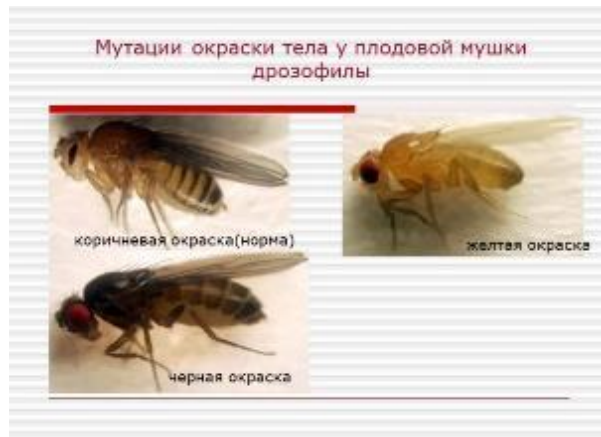 Мутации окраски тела у плодовой мушки
дрозофилы
коричневая окраска(норма)
желтая окраска
черная окраска